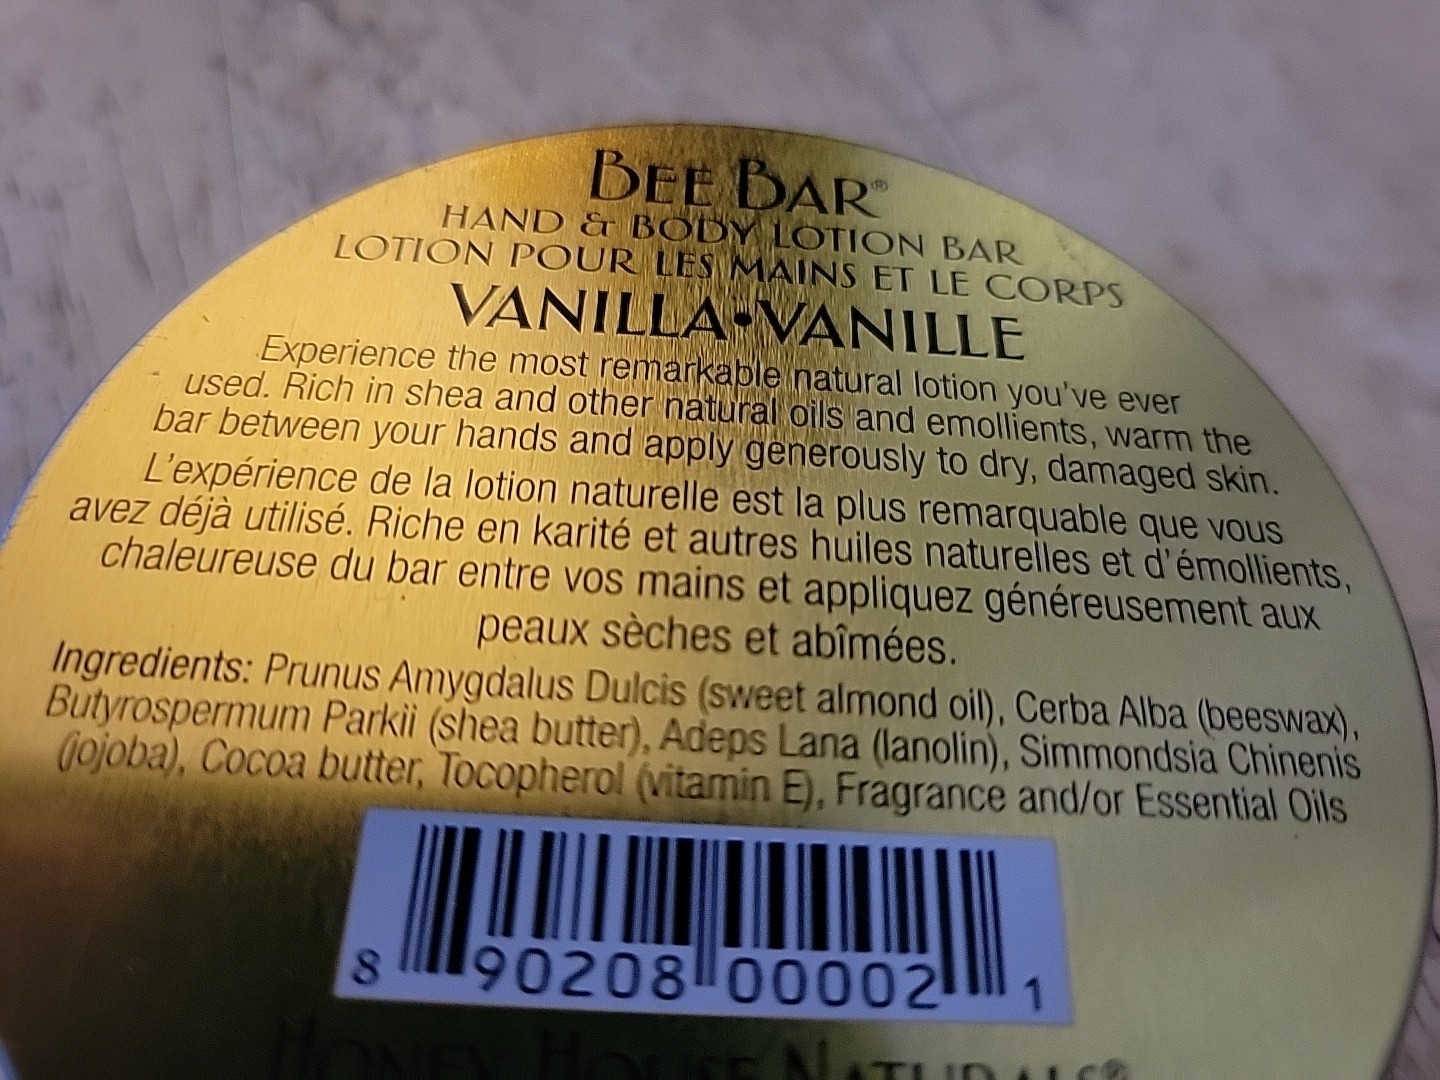 BEE BAR®
HAND & BODY LOTION BAR
LOTION POUR LES MAINS ET LE CORPS
VANILLA•VANILLE
Experience the most remarkable natural lotion you've ever
used. Rich in shea and other natural oils and emollients, warm the
bar between your hands and apply generously to dry, damaged skin.
L'expérience de la lotion naturelle est la plus remarquable que vous
avez déjà utilisé. Riche en karité et autres huiles naturelles et d'émollients,
chaleureuse du bar entre vos mains et appliquez généreusement aux
peaux sèches et abîmées.
Ingredients: Prunus Amygdalus Dulcis (sweet almond oil), Cerba Alba (beeswax),
Butyrospermum Parkii (shea butter), Adeps Lana (lanolin), Simmondsia Chinenis
(jojoba), Cocoa butter, Tocopherol (vitamin E), Fragrance and/or Essential Oils
8 90208 00002 1
HONEY HOUSE NATURALS®